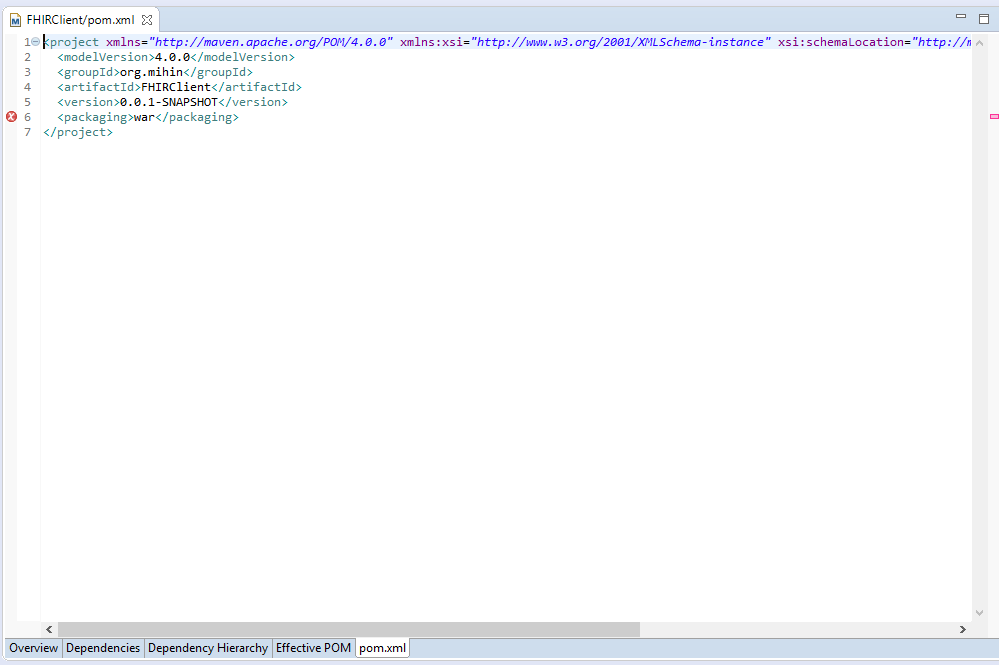 FHIRClient/pom.xml
1 <project xmlns="http://maven.apache.org/POM/4.0.0" xmlns:xsi="http://www.w3.org/2001/XMLSchema-instance" xsi:schemaLocation="http://m
2 <modelVersion>4.0.0</modelVersion>
3 <groupId>org.mihin</groupId>
4 <artifactId>FHIRClient</artifactId>
5 <version>0.0.1-SNAPSHOT</version>
6 <packaging>war</packaging>
7 </project>
Overview Dependencies Dependency Hierarchy Effective POM pom.xml